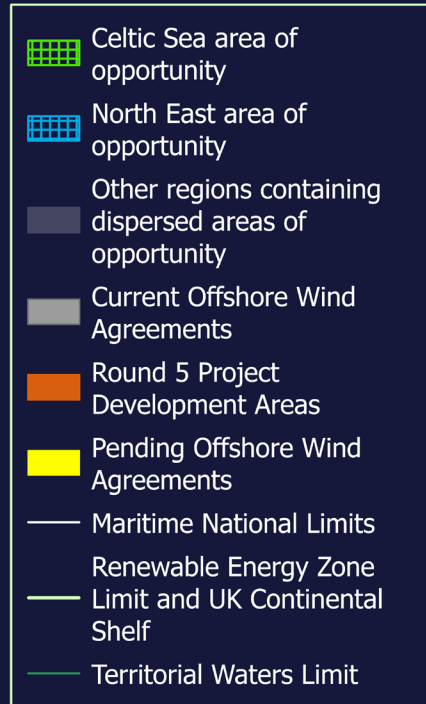 Celtic Sea area of
opportunity
North East area of
opportunity
Other regions containing
dispersed areas of
opportunity
Current Offshore Wind
Agreements
Round 5 Project
Development Areas
Pending Offshore Wind
Agreements
Maritime National Limits
Renewable Energy Zone
Limit and UK Continental
Shelf
Territorial Waters Limit